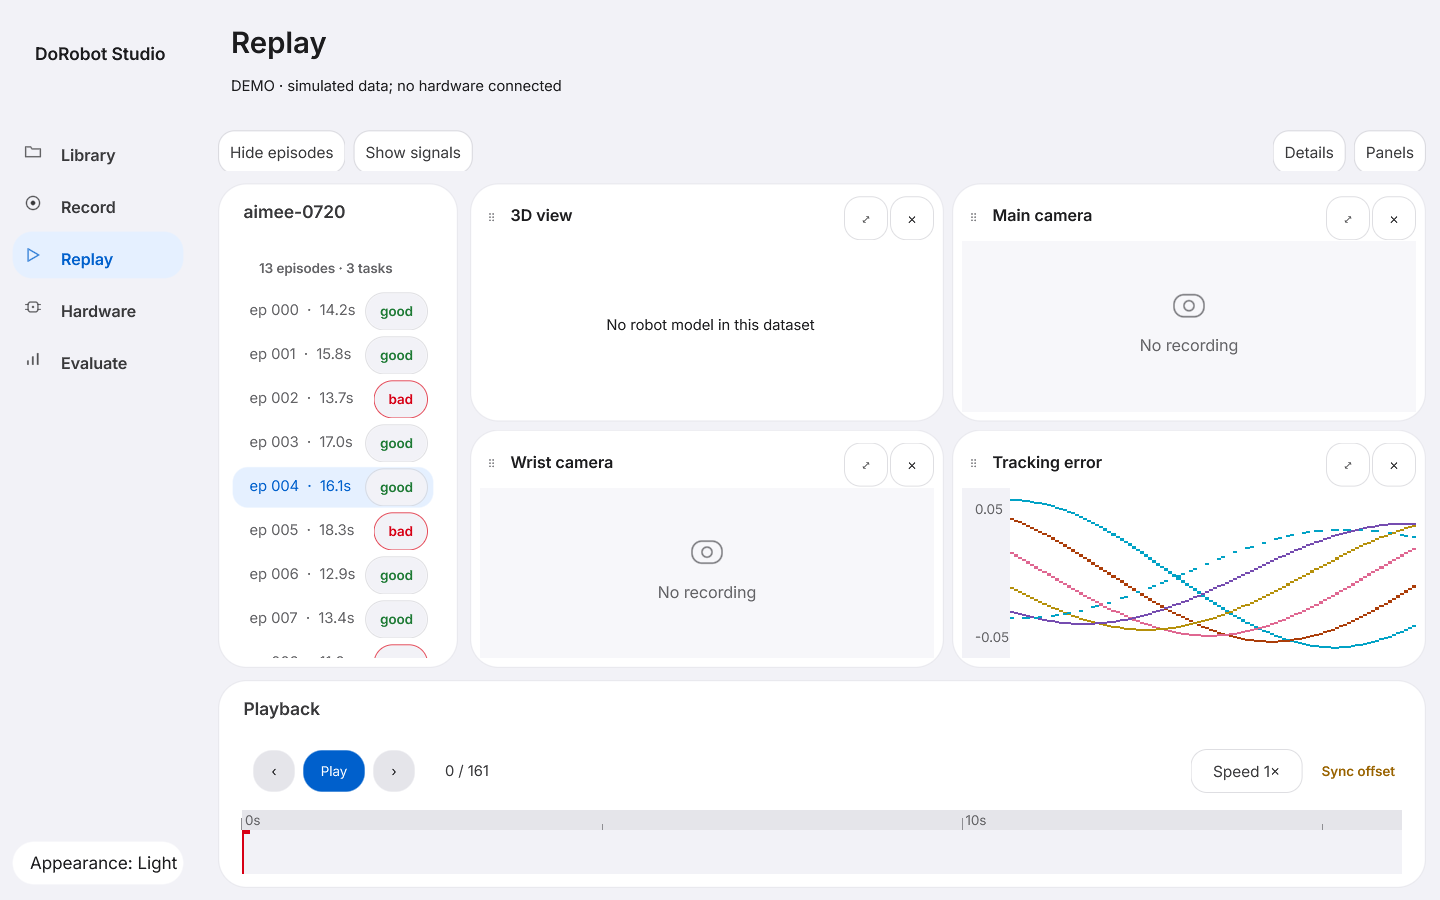 DoRobot Studio
Replay
DEMO · simulated data; no hardware connected
Library
Record
Replay
Hardware
Evaluate
Appearance: Light
Hide episodes
Show signals
Details
Panels
aimee-0720
13 episodes · 3 tasks
ep 000 · 14.2s good
ep 001 · 15.8s good
ep 002 · 13.7s bad
ep 003 · 17.0s good
ep 004 · 16.1s good
ep 005 · 18.3s bad
ep 006 · 12.9s good
ep 007 · 13.4s good
3D view
No robot model in this dataset
Main camera
No recording
Wrist camera
No recording
Tracking error
0.05
-0.05
Playback
‹ Play › 0 / 161
Speed 1×
Sync offset
0s
10s